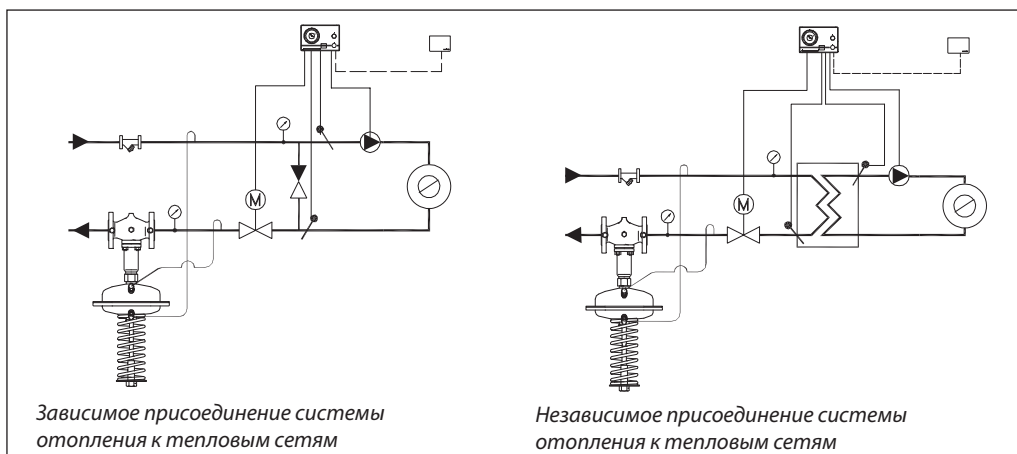 M
M
Зависимое присоединение системы
отопления к тепловым сетям
Независимое присоединение системы
отопления к тепловым сетям